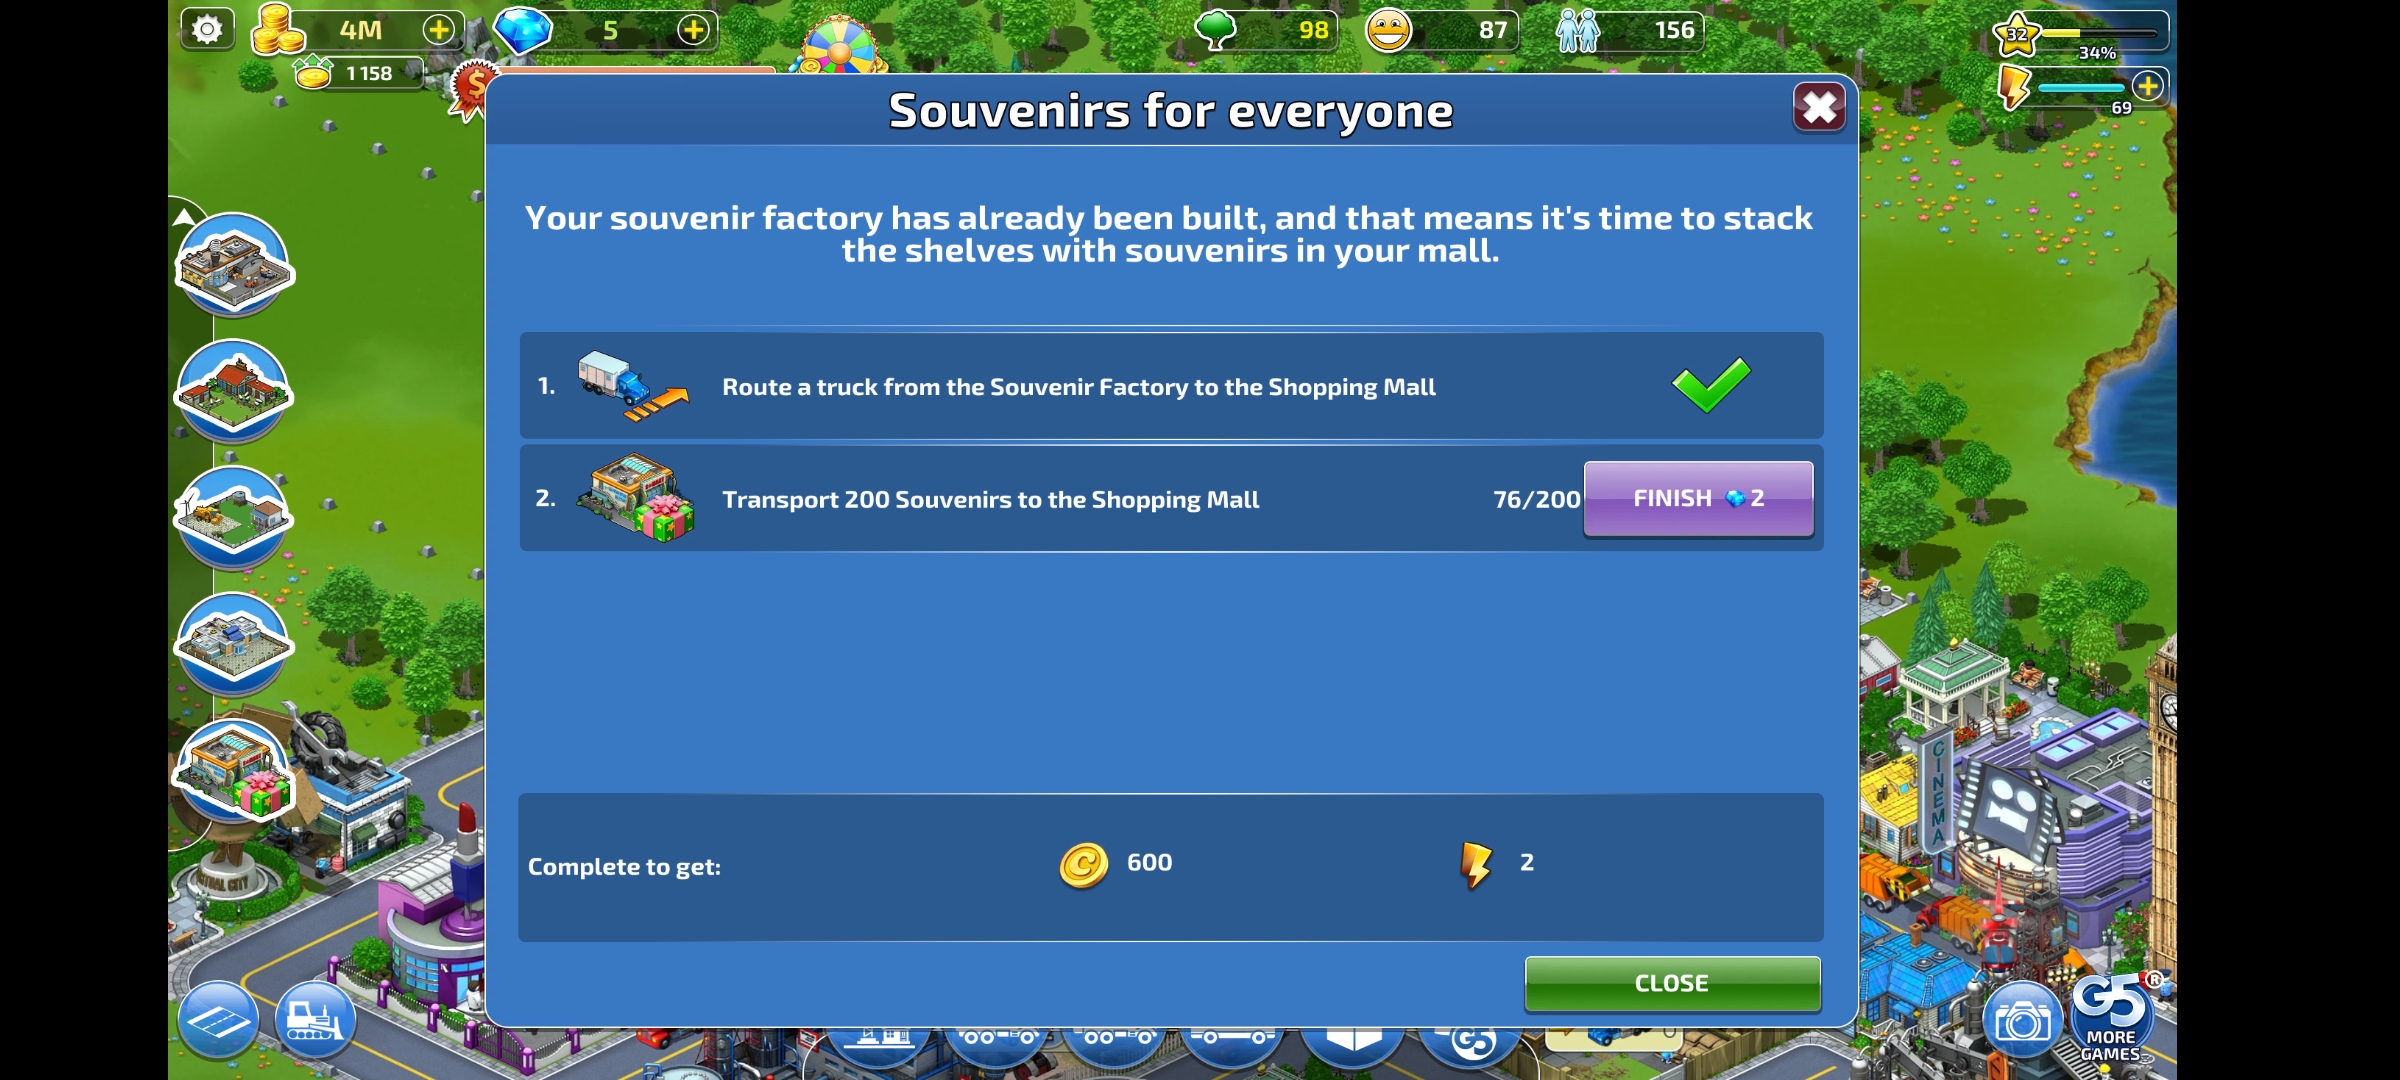 4M
5
98
87
156
32
34%
1 158
69
Souvenirs for everyone
Your souvenir factory has already been built, and that means it's time to stack
the shelves with souvenirs in your mall.
1.
Route a truck from the Souvenir Factory to the Shopping Mall
2.
Transport 200 Souvenirs to the Shopping Mall
76/200
FINISH 2
Complete to get:
600
2
CLOSE
CINEMA
G5
G5 ®
MORE
GAMES